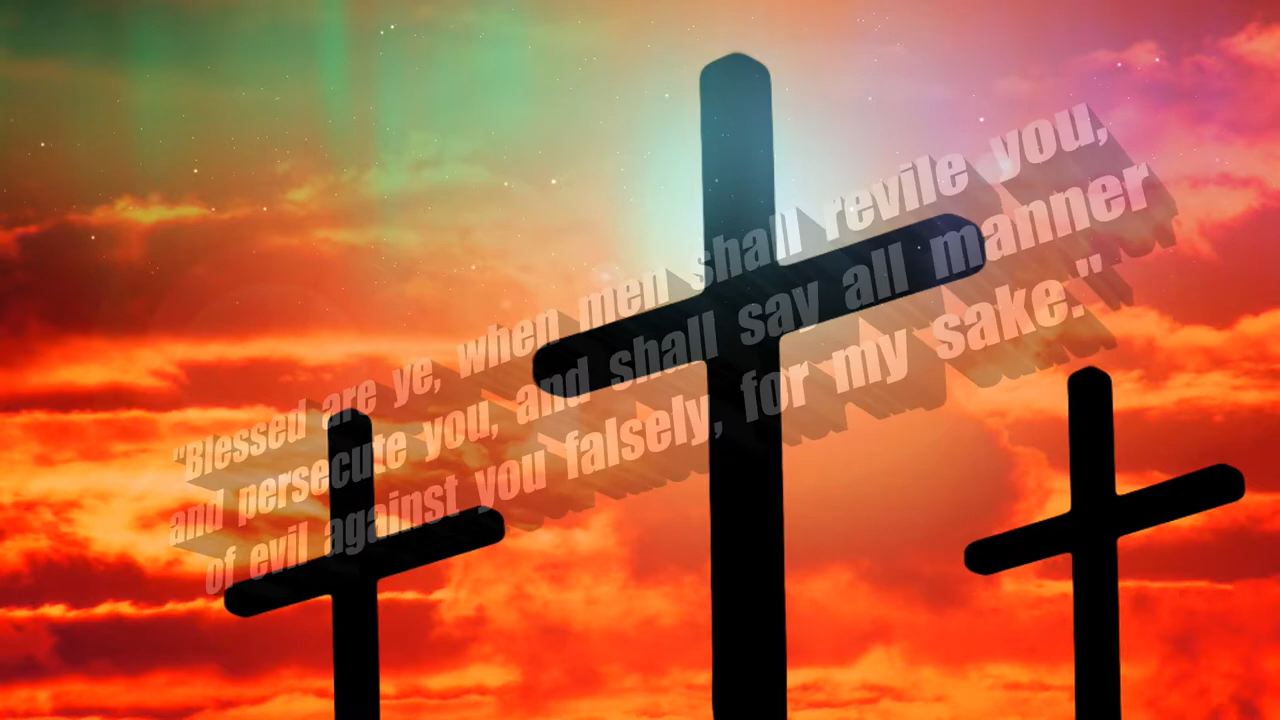 "Blessed are ye, when men shall revile you,
and persecute you, and shall say all manner
of evil against you falsely, for my sake."